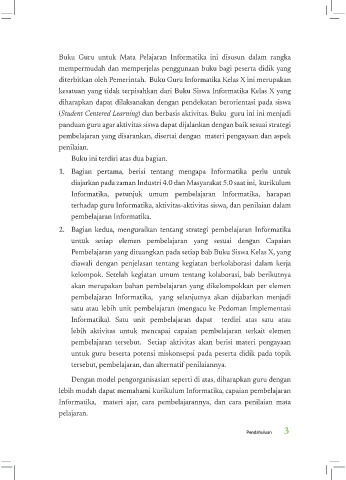 Buku Guru untuk Mata Pelajaran Informatika ini disusun dalam rangka
mempermudah dan memperjelas penggunaan buku bagi peserta didik yang
diterbitkan oleh Pemerintah. Buku Guru Informatika Kelas X ini merupakan
kesatuan yang tidak terpisahkan dari Buku Siswa Informatika Kelas X yang
diharapkan dapat dilaksanakan dengan pendekatan berorientasi pada siswa
(Student Centered Learning) dan berbasis aktivitas. Buku guru ini ini menjadi
panduan guru agar aktivitas siswa dapat dijalankan dengan baik sesuai strategi
pembelajaran yang disarankan, disertai dengan materi pengayaan dan aspek
penilaian.
Buku ini terdiri atas dua bagian.
1. Bagian pertama, berisi tentang mengapa Informatika perlu untuk
diajarkan pada zaman Industri 4.0 dan Masyarakat 5.0 saat ini, kurikulum
Informatika, petunjuk umum pembelajaran Informatika, harapan
terhadap guru Informatika, aktivitas-aktivitas siswa, dan penilaian dalam
pembelajaran Informatika.
2. Bagian kedua, menguraikan tentang strategi pembelajaran Informatika
untuk setiap elemen pembelajaran yang sesuai dengan Capaian
Pembelajaran yang dituangkan pada setiap bab Buku Siswa Kelas X, yang
diawali dengan penjelasan tentang kegiatan berkolaborasi dalam kerja
kelompok. Setelah kegiatan umum tentang kolaborasi, bab berikutnya
akan merupakan bahan pembelajaran yang dikelompokkan per elemen
pembelajaran Informatika, yang selanjutnya akan dijabarkan menjadi
satu atau lebih unit pembelajaran (mengacu ke Pedoman Implementasi
Informatika). Satu unit pembelajaran dapat terdiri atas satu atau
lebih aktivitas untuk mencapai capaian pembelajaran terkait elemen
pembelajaran tersebut. Setiap aktivitas akan berisi materi pengayaan
untuk guru beserta potensi miskonsepsi pada peserta didik pada topik
tersebut, pembelajaran, dan alternatif penilaiannya.
Dengan model pengorganisasian seperti di atas, diharapkan guru dengan
lebih mudah dapat memahami kurikulum Informatika, capaian pembelajaran
Informatika, materi ajar, cara pembelajarannya, dan cara penilaian mata
pelajaran.
Pendahuluan 3